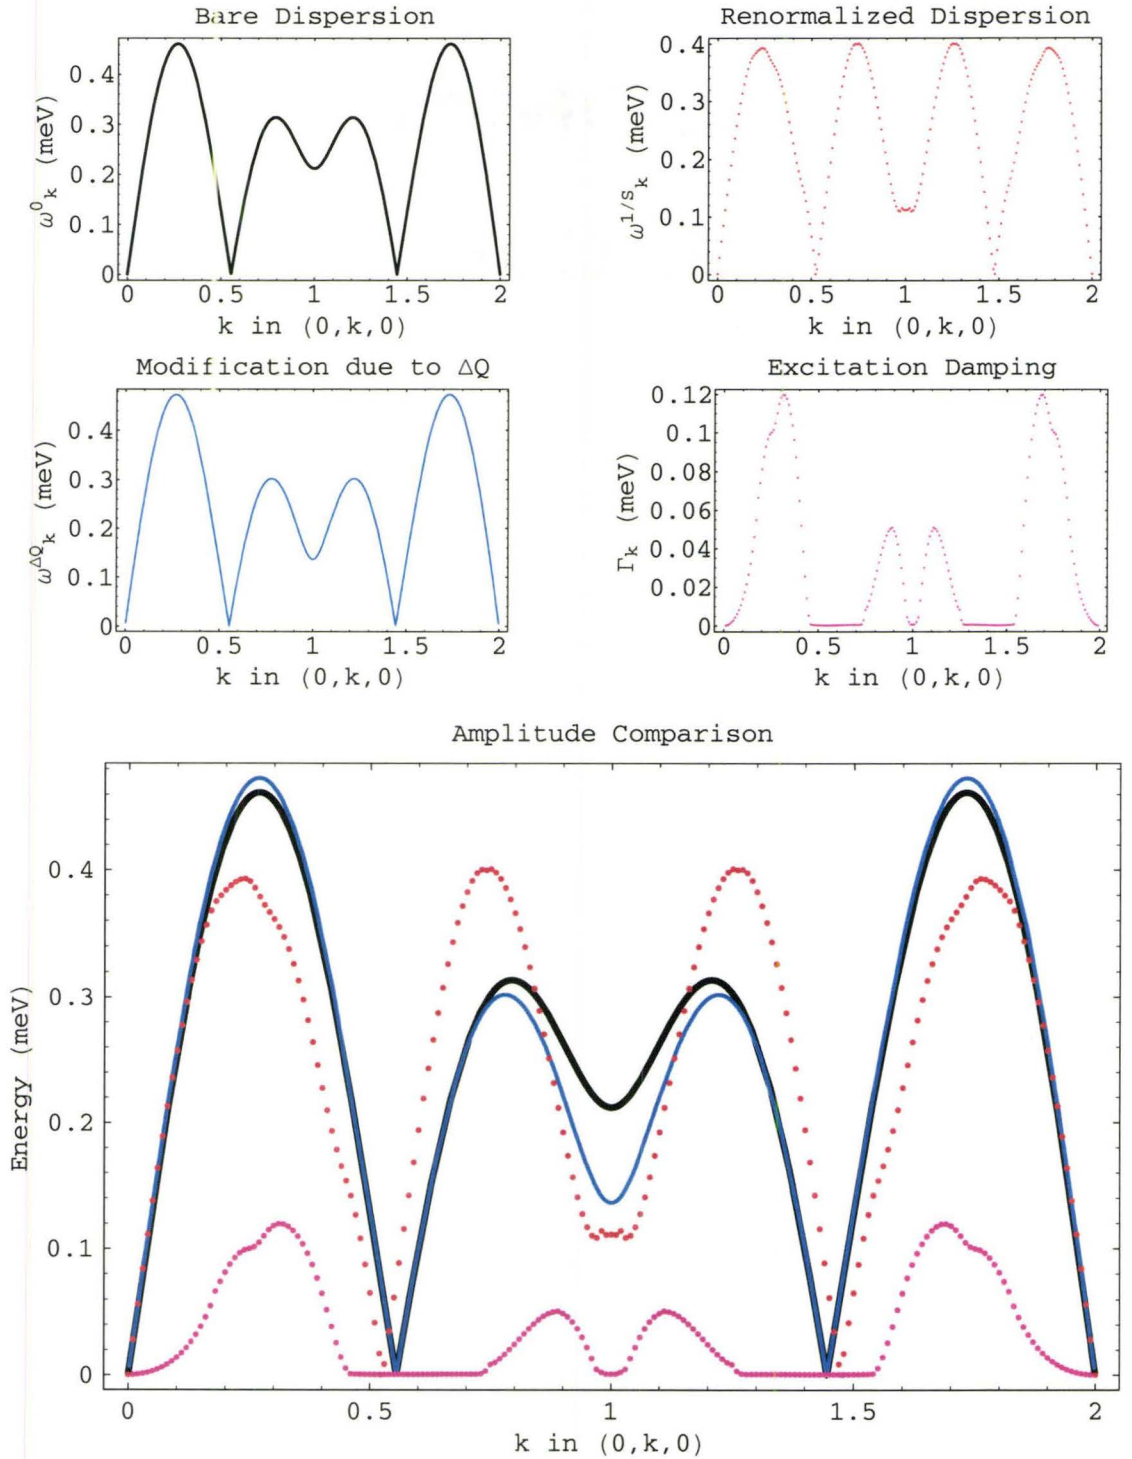 Bare Dispersion
ω⁰ₖ (meV)
0.4
0.3
0.2
0.1
0
0 0.5 1 1.5 2
k in (0,k,0)
Renormalized Dispersion
ω^1/S ₖ (meV)
0.4
0.3
0.2
0.1
0
0 0.5 1 1.5 2
k in (0,k,0)
Modification due to ΔQ
ω^ΔQ ₖ (meV)
0.4
0.3
0.2
0.1
0
0 0.5 1 1.5 2
k in (0,k,0)
Excitation Damping
Γₖ (meV)
0.12
0.1
0.08
0.06
0.04
0.02
0
0 0.5 1 1.5 2
k in (0,k,0)
Amplitude Comparison
Energy (meV)
0.4
0.3
0.2
0.1
0
0 0.5 1 1.5 2
k in (0,k,0)